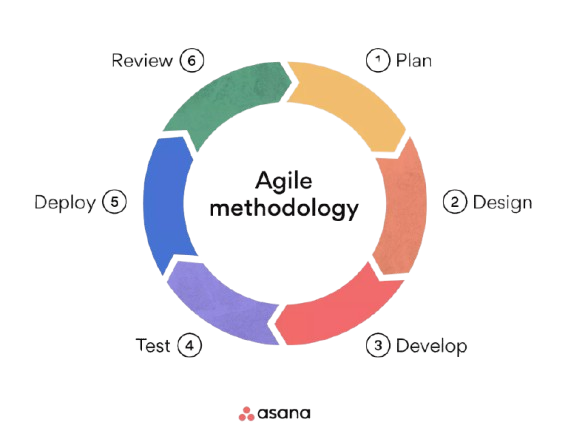 Review 6
1 Plan
Agile
methodology
Deploy 5
2 Design
Test 4
3 Develop
asana